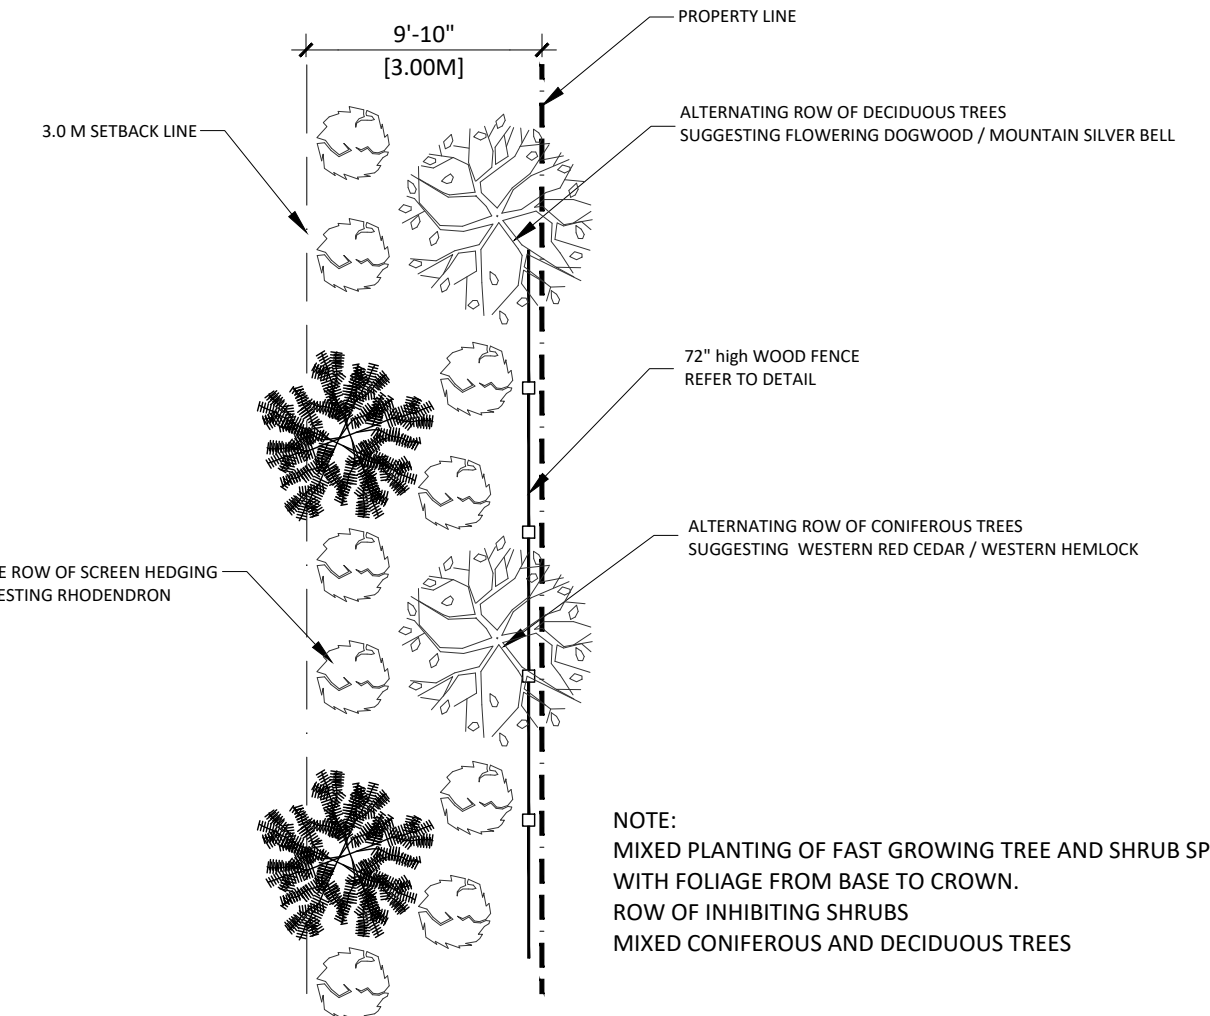 PROPERTY LINE
9'-10"
[3.00M]
3.0 M SETBACK LINE
ALTERNATING ROW OF DECIDUOUS TREES
SUGGESTING FLOWERING DOGWOOD / MOUNTAIN SILVER BELL
72" high WOOD FENCE
REFER TO DETAIL
ALTERNATING ROW OF CONIFEROUS TREES
SUGGESTING WESTERN RED CEDAR / WESTERN HEMLOCK
ROW OF SCREEN HEDGING
RHODENDRON
NOTE:
MIXED PLANTING OF FAST GROWING TREE AND SHRUB SP
WITH FOLIAGE FROM BASE TO CROWN.
ROW OF INHIBITING SHRUBS
MIXED CONIFEROUS AND DECIDUOUS TREES